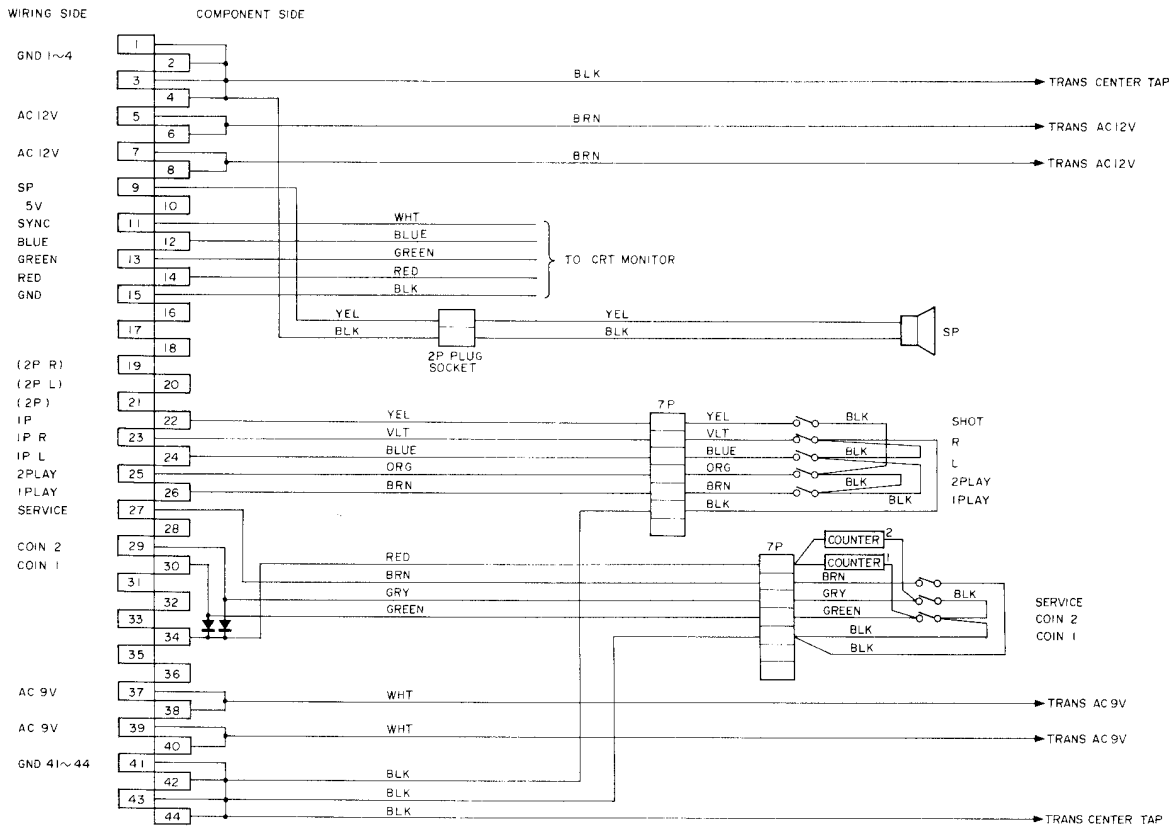 WIRING SIDE COMPONENT SIDE
1
GND 1~4 2
3 BLK TRANS CENTER TAP
4
AC 12V 5 BRN TRANS AC12V
6
AC 12V 7 BRN TRANS AC12V
8
SP 9
5V 10
SYNC 11 WHT
BLUE 12 BLUE
GREEN 13 GREEN TO CRT MONITOR
RED 14 RED
GND 15 BLK
16 YEL YEL
17 BLK BLK SP
18 2P PLUG
SOCKET
(2P R) 19
(2P L) 20
(2P) 21 7P
1P 22 YEL YEL BLK SHOT
1P R 23 VLT VLT R
1P L 24 BLUE BLUE BLK L
2PLAY 25 ORG ORG BLK 2PLAY
1PLAY 26 BRN BRN BLK 1PLAY
SERVICE 27 BLK
28
COIN 2 29 7P COUNTER 2
COIN 1 30 RED COUNTER 1
31 BRN BRN
32 GRY GRY BLK SERVICE
33 GREEN GREEN COIN 2
34 BLK COIN 1
35 BLK
36
AC 9V 37 WHT TRANS AC9V
38
AC 9V 39 WHT TRANS AC9V
40
GND 41~44 41
42 BLK
43 BLK
44 BLK TRANS CENTER TAP